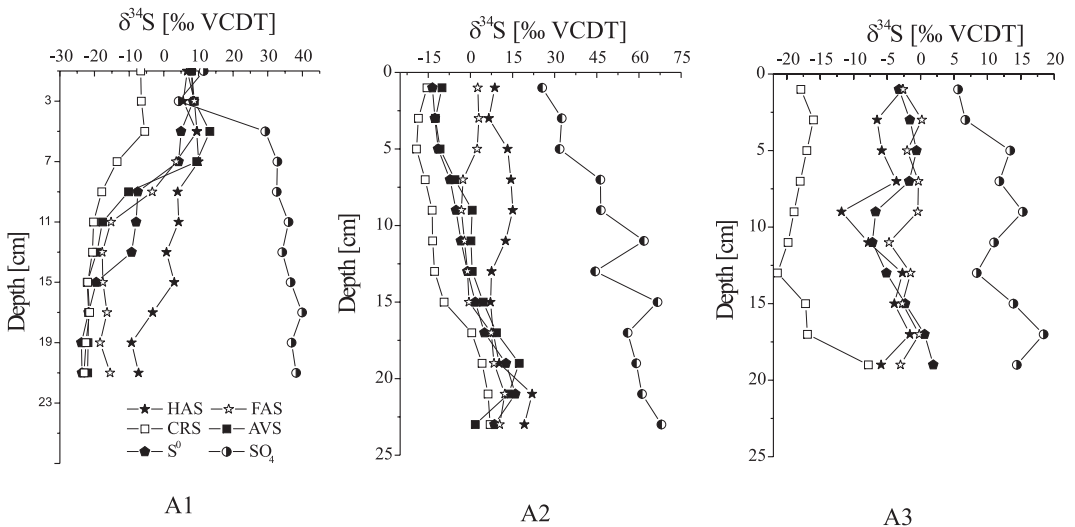 δ³⁴S [‰ VCDT]
-30 -20 -10 0 10 20 30 40
3
7
11
15
19
23
Depth [cm]
HAS FAS
CRS AVS
S⁰ SO₄
A1
δ³⁴S [‰ VCDT]
-15 0 15 30 45 60 75
0
5
10
15
20
25
Depth [cm]
A2
δ³⁴S [‰ VCDT]
-20 -15 -10 -5 0 5 10 15 20
0
5
10
15
20
25
Depth [cm]
A3